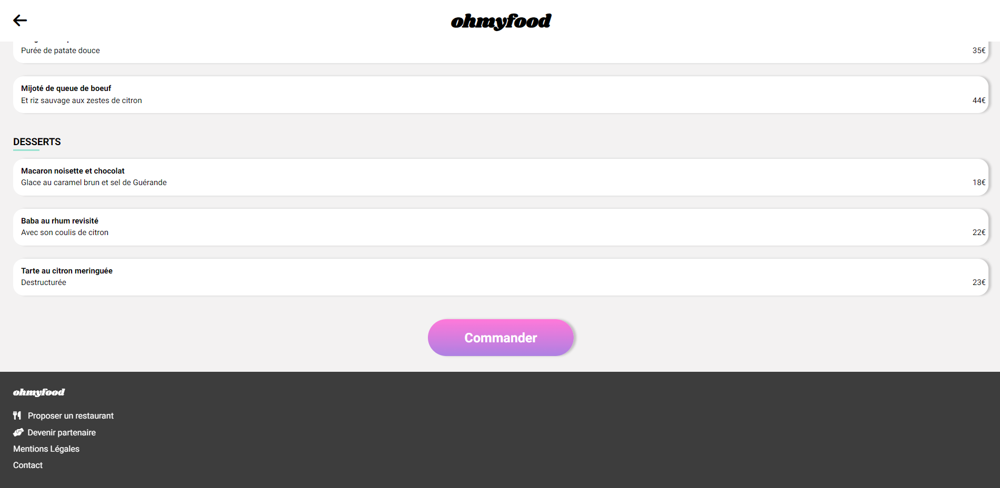 ohmyfood
Purée de patate douce 35€
Mijoté de queue de boeuf
Et riz sauvage aux zestes de citron 44€
DESSERTS
Macaron noisette et chocolat
Glace au caramel brun et sel de Guérande 18€
Baba au rhum revisité
Avec son coulis de citron 22€
Tarte au citron meringuée
Destructurée 23€
Commander
ohmyfood
Proposer un restaurant
Devenir partenaire
Mentions Légales
Contact